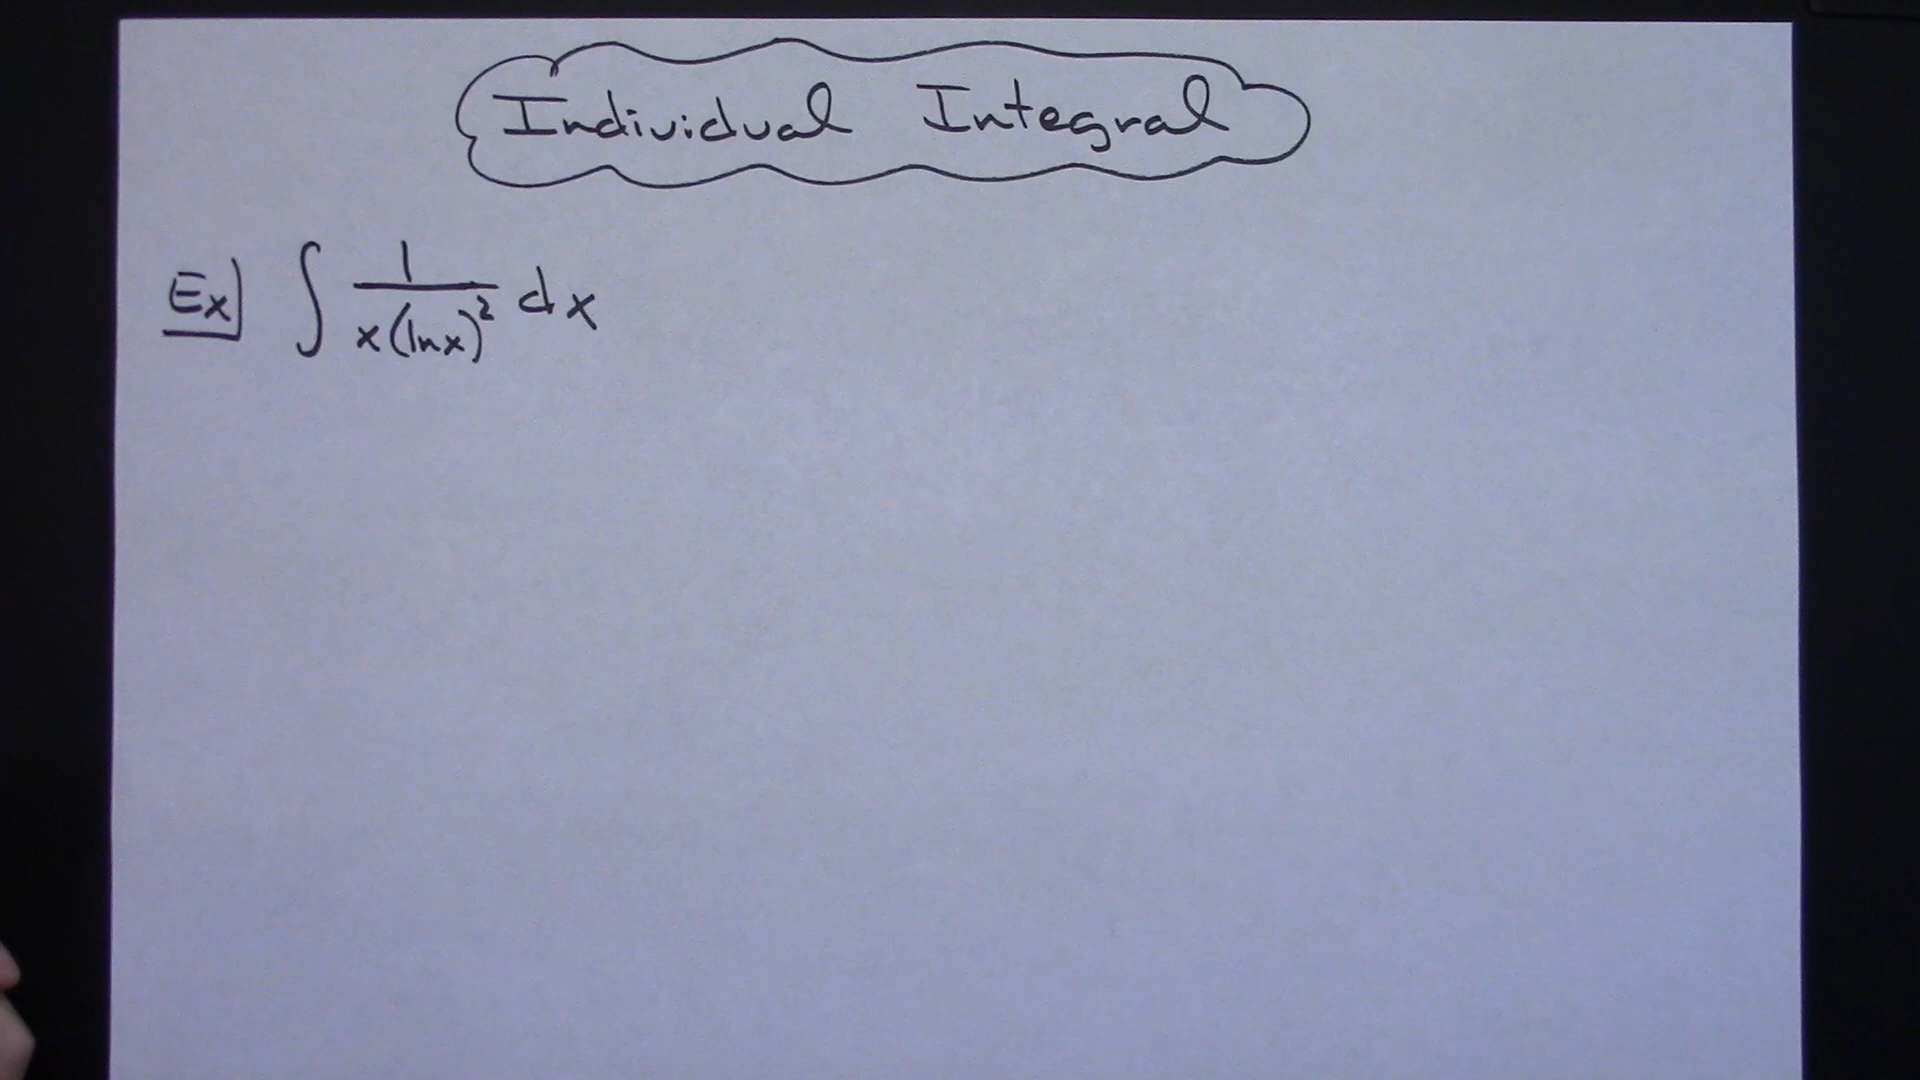 Individual Integral
Ex) ∫ 1/(x(ln x)²) dx